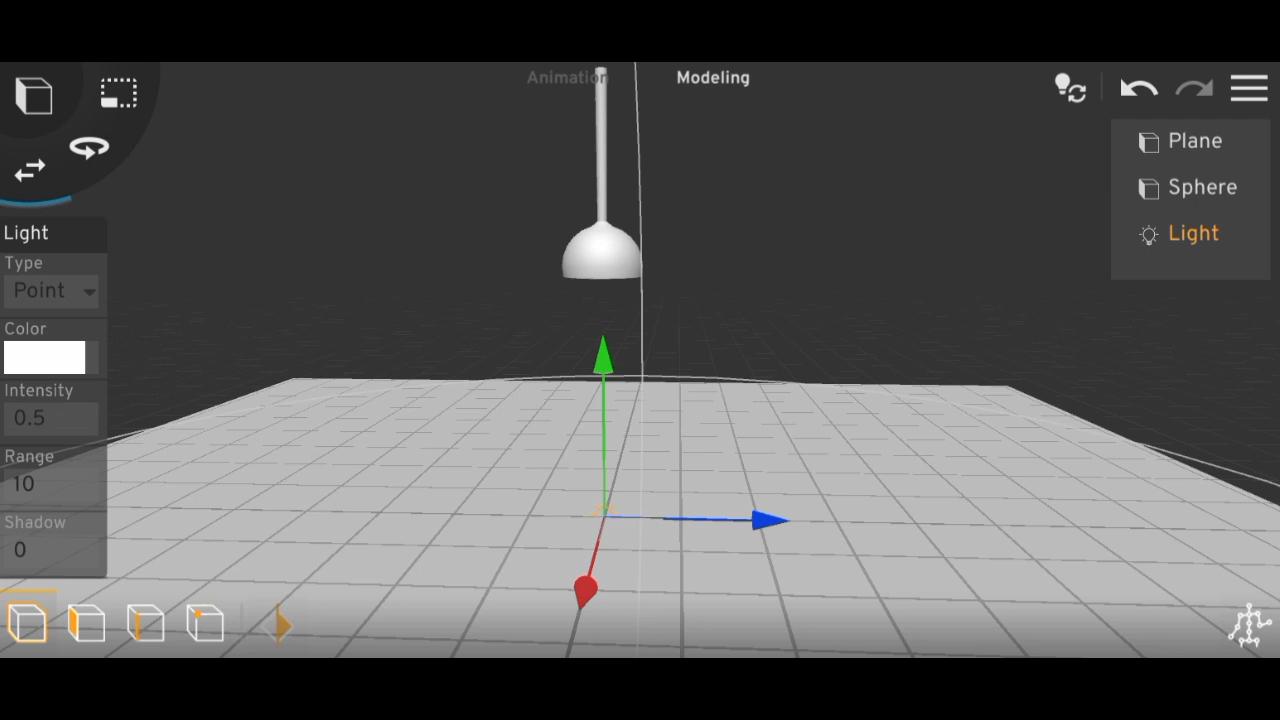 Animation Modeling
Plane
Sphere
Light
Light
Type
Point
Color
Intensity
0.5
Range
10
Shadow
0